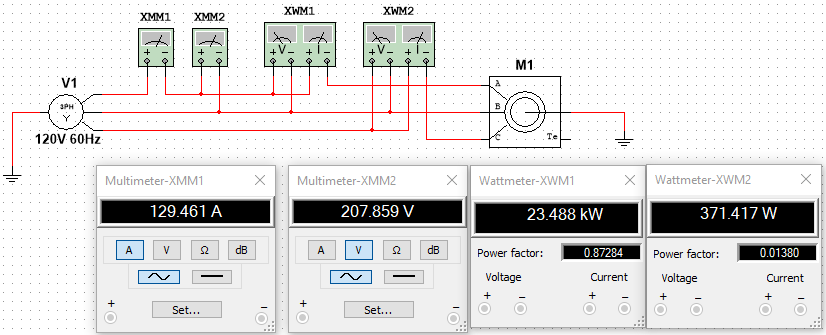 XMM1 XMM2 XWM1 XWM2
+ - + - + V - + I - + V - + I -
V1
M1
3PH
Y
A
B
C
Te
120V 60Hz
Multimeter-XMM1
129.461 A
A V Ω dB
+ -
Set...
Multimeter-XMM2
207.859 V
A V Ω dB
+ -
Set...
Wattmeter-XWM1
23.488 kW
Power factor: 0.87284
Voltage Current
+ - + -
Wattmeter-XWM2
371.417 W
Power factor: 0.01380
Voltage Current
+ - + -